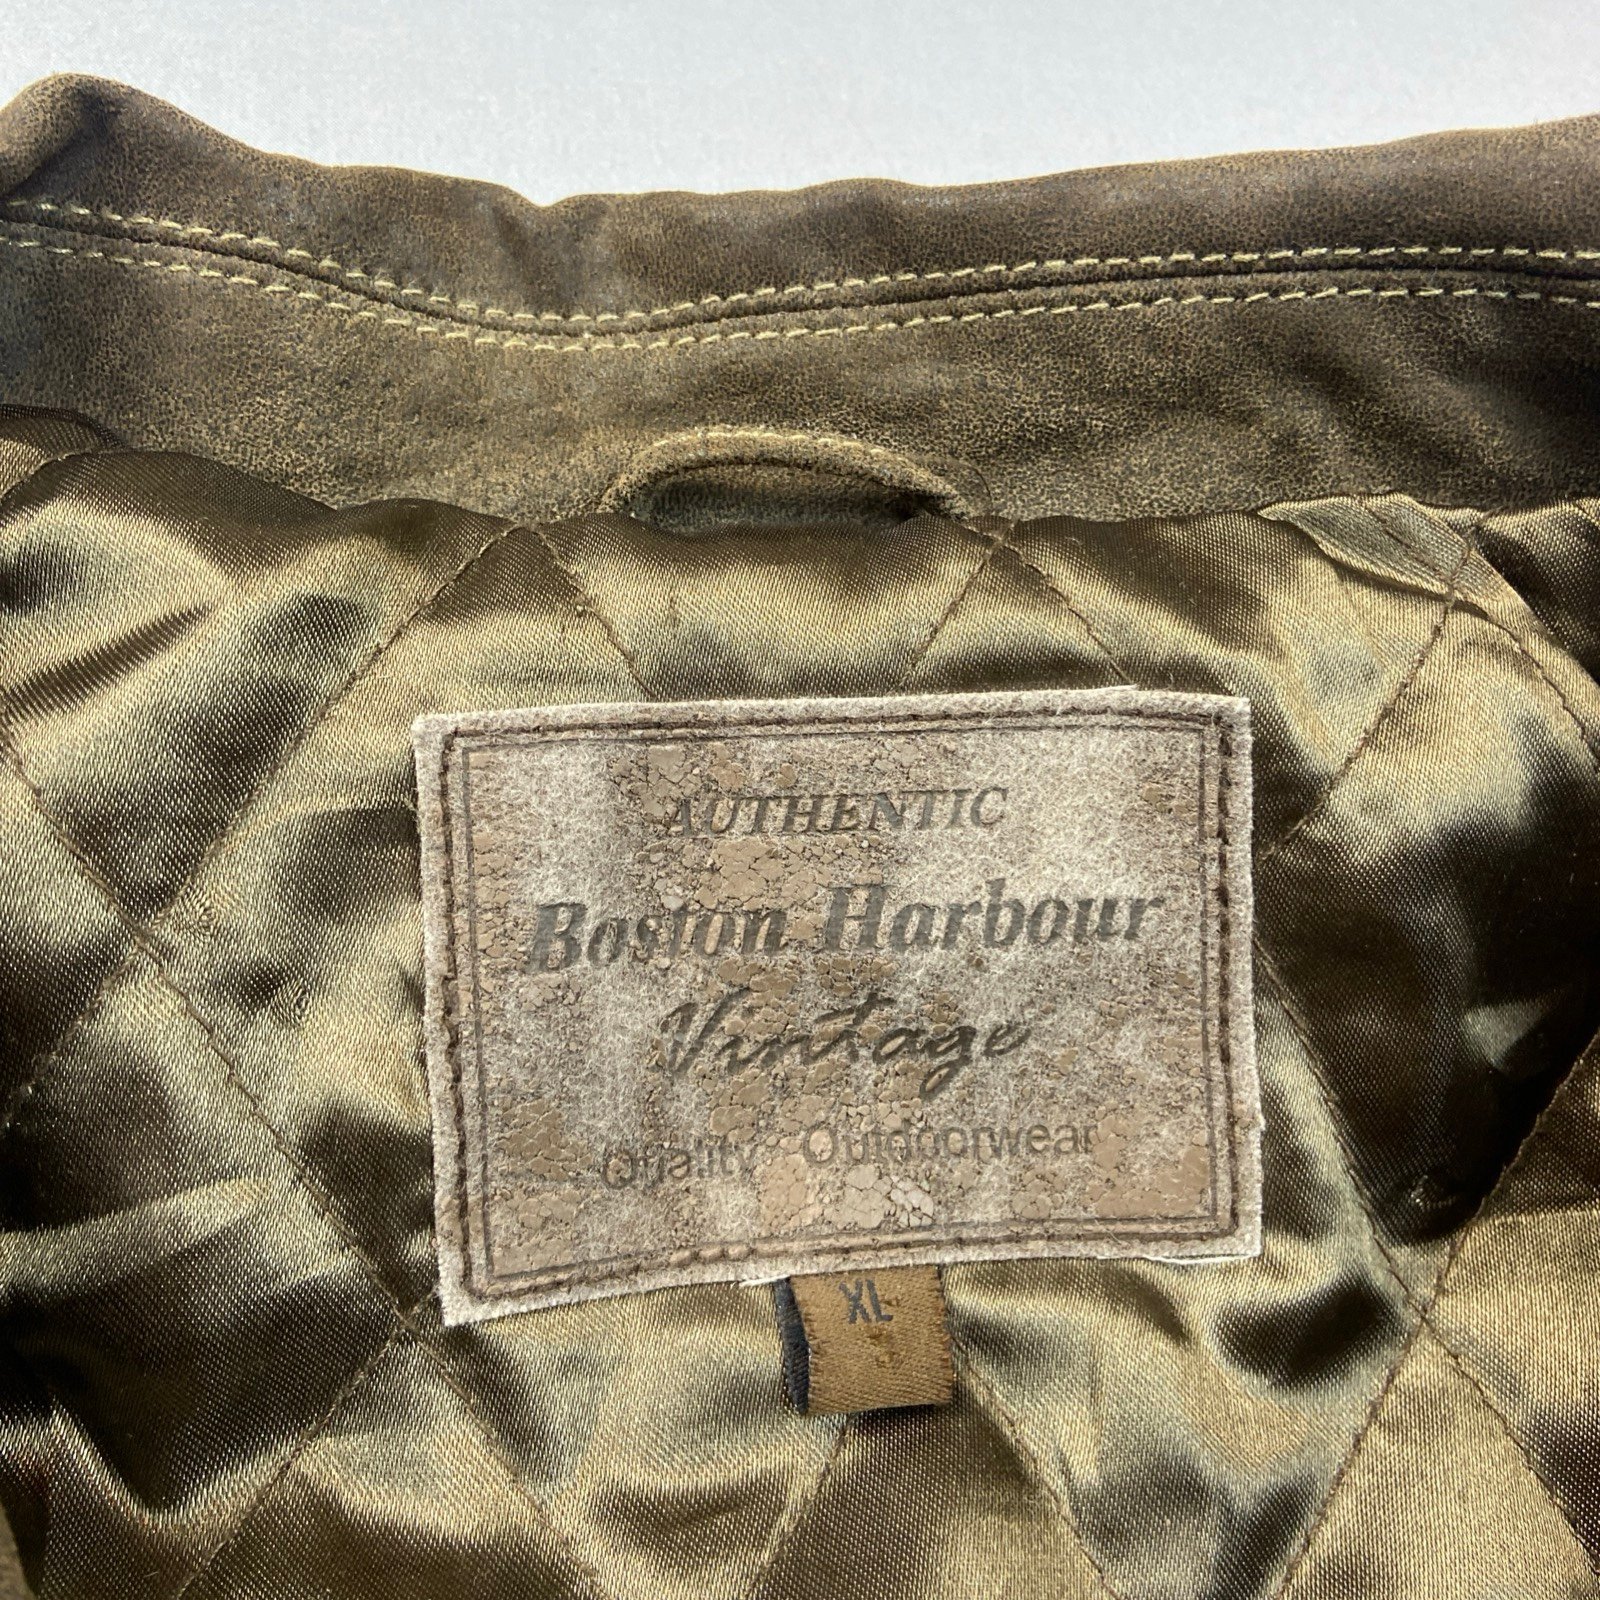 AUTHENTIC
Boston Harbour
Vintage
Quality Outdoorwear
XL